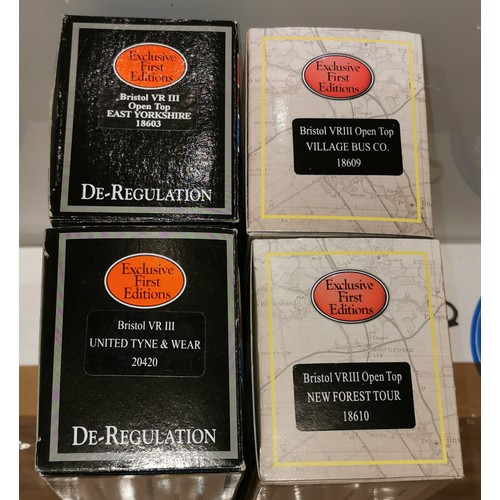 Exclusive
First
Editions
Bristol VR III
Open Top
EAST YORKSHIRE
18603
DE-REGULATION
Exclusive
First
Editions
Bristol VRIII Open Top
VILLAGE BUS CO.
18609
Exclusive
First
Editions
Bristol VR III
UNITED TYNE & WEAR
20420
DE-REGULATION
Exclusive
First
Editions
Bristol VRIII Open Top
NEW FOREST TOUR
18610